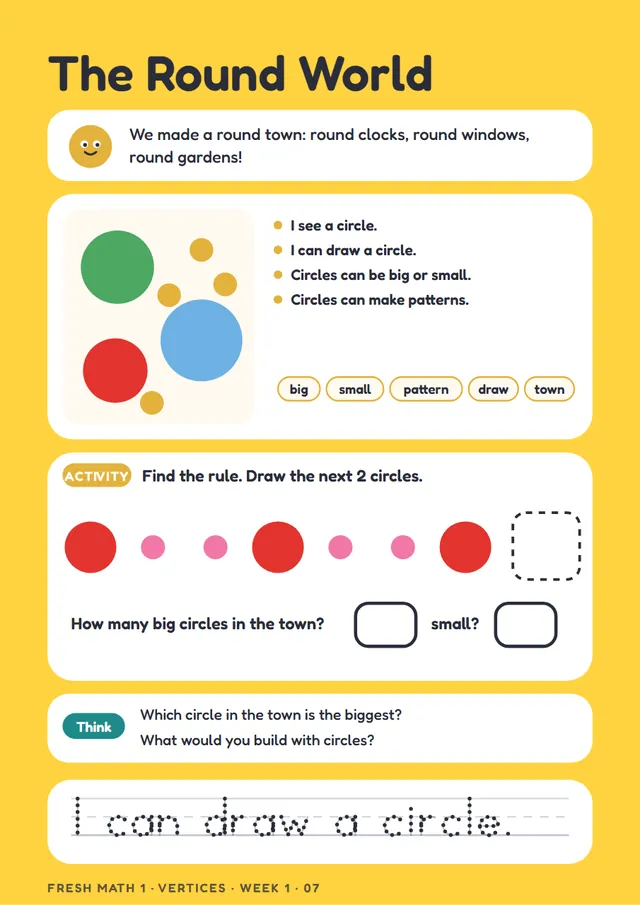 The Round World
We made a round town: round clocks, round windows,
round gardens!
I see a circle.
I can draw a circle.
Circles can be big or small.
Circles can make patterns.
big small pattern draw town
ACTIVITY Find the rule. Draw the next 2 circles.
How many big circles in the town? small?
Think
Which circle in the town is the biggest?
What would you build with circles?
I can draw a circle.
FRESH MATH 1 · VERTICES · WEEK 1 · 07